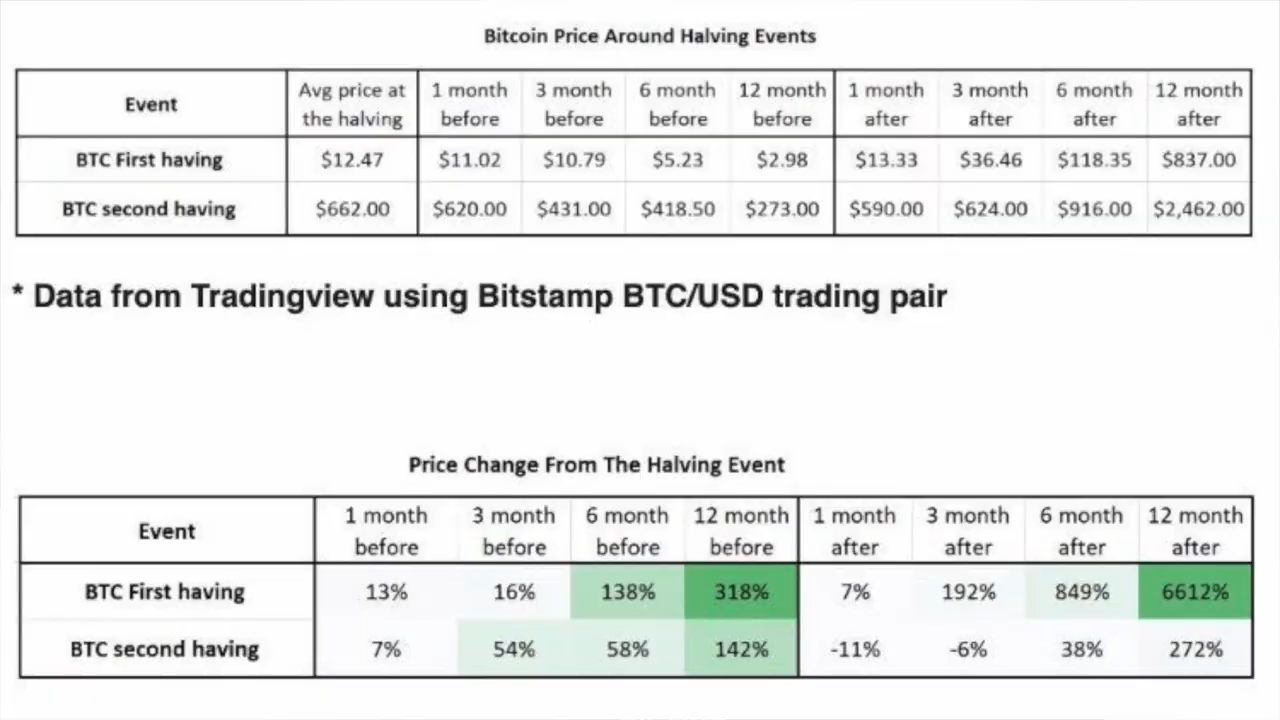 Bitcoin Price Around Halving Events
Event Avg price at the halving 1 month before 3 month before 6 month before 12 month before 1 month after 3 month after 6 month after 12 month after
BTC First having $12.47 $11.02 $10.79 $5.23 $2.98 $13.33 $36.46 $118.35 $837.00
BTC second having $662.00 $620.00 $431.00 $418.50 $273.00 $590.00 $624.00 $916.00 $2,462.00
* Data from Tradingview using Bitstamp BTC/USD trading pair
Price Change From The Halving Event
Event 1 month before 3 month before 6 month before 12 month before 1 month after 3 month after 6 month after 12 month after
BTC First having 13% 16% 138% 318% 7% 192% 849% 6612%
BTC second having 7% 54% 58% 142% -11% -6% 38% 272%